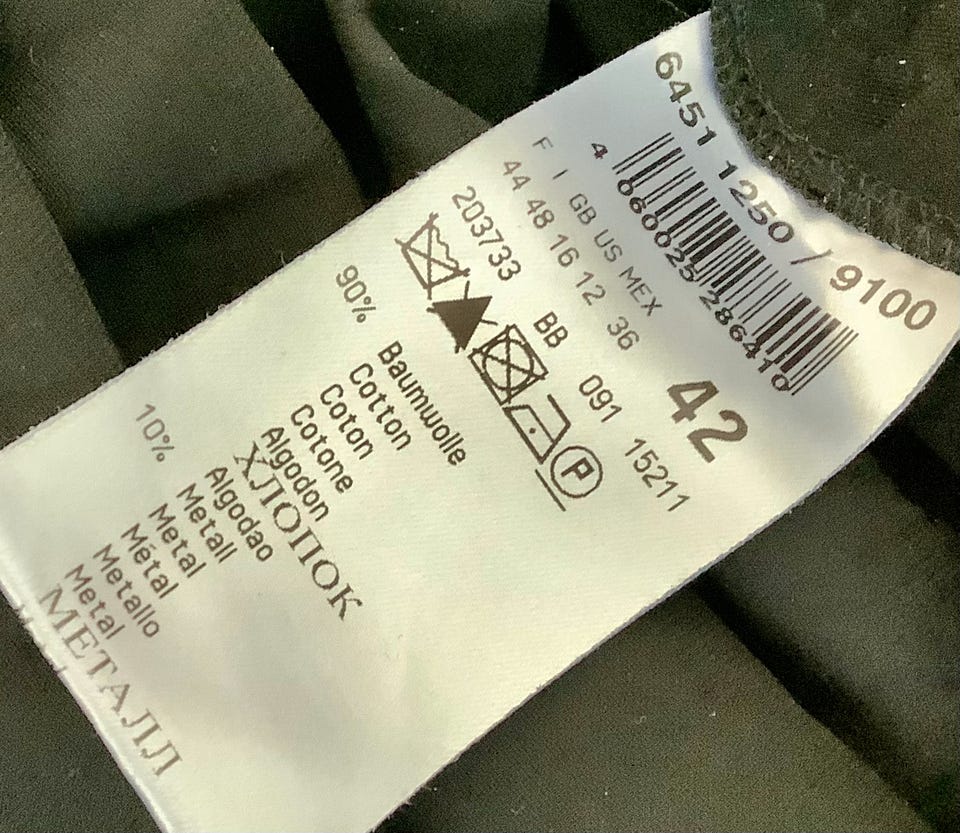 6451 1250 / 9100
4 060025 286410
F I GB US MEX
44 48 16 12 36
42
203733 BB 091 15211
P
90%
Baumwolle
Cotton
Coton
Cotone
Algodon
ХЛОПОК
Algodao
10%
Metall
Metal
Métal
Metallo
Metal
МЕТАЛЛ